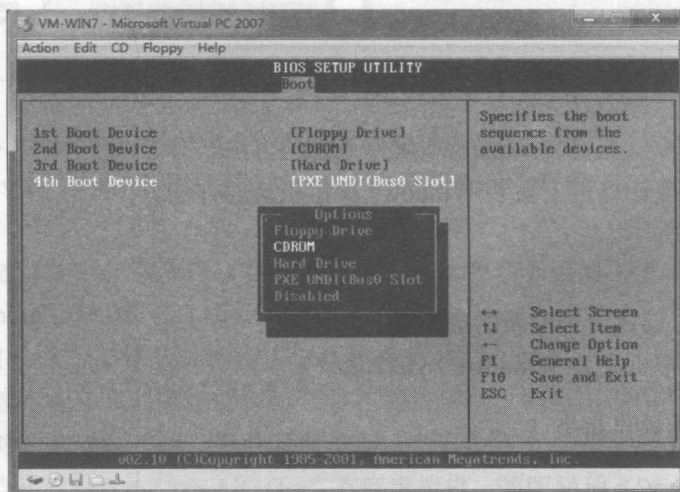 VM-WIN7 - Microsoft Virtual PC 2007
Action Edit CD Floppy Help
BIOS SETUP UTILITY
Boot
1st Boot Device [Floppy Drive]
2nd Boot Device [CDROM]
3rd Boot Device [Hard Drive]
4th Boot Device [PXE UNDI(Bus0 Slot]
Options
Floppy Drive
CDROM
Hard Drive
PXE UNDI(Bus0 Slot
Disabled
Specifies the boot
sequence from the
available devices.
↔ Select Screen
↑↓ Select Item
←- Change Option
F1 General Help
F10 Save and Exit
ESC Exit
v02.10 (C)Copyright 1985-2001, American Megatrends, Inc.